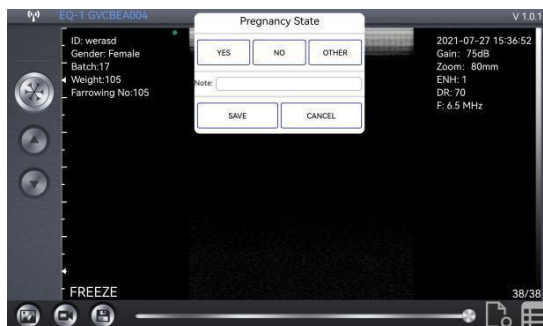 EQ-1 GVCBEA004
V 1.0.1
Pregnancy State
YES NO OTHER
Note:
SAVE CANCEL
ID: werasd
Gender: Female
Batch:17
Weight:105
Farrowing No:105
2021-07-27 15:36:52
Gain: 75dB
Zoom: 80mm
ENH: 1
DR: 70
F: 6.5 MHz
FREEZE
38/38